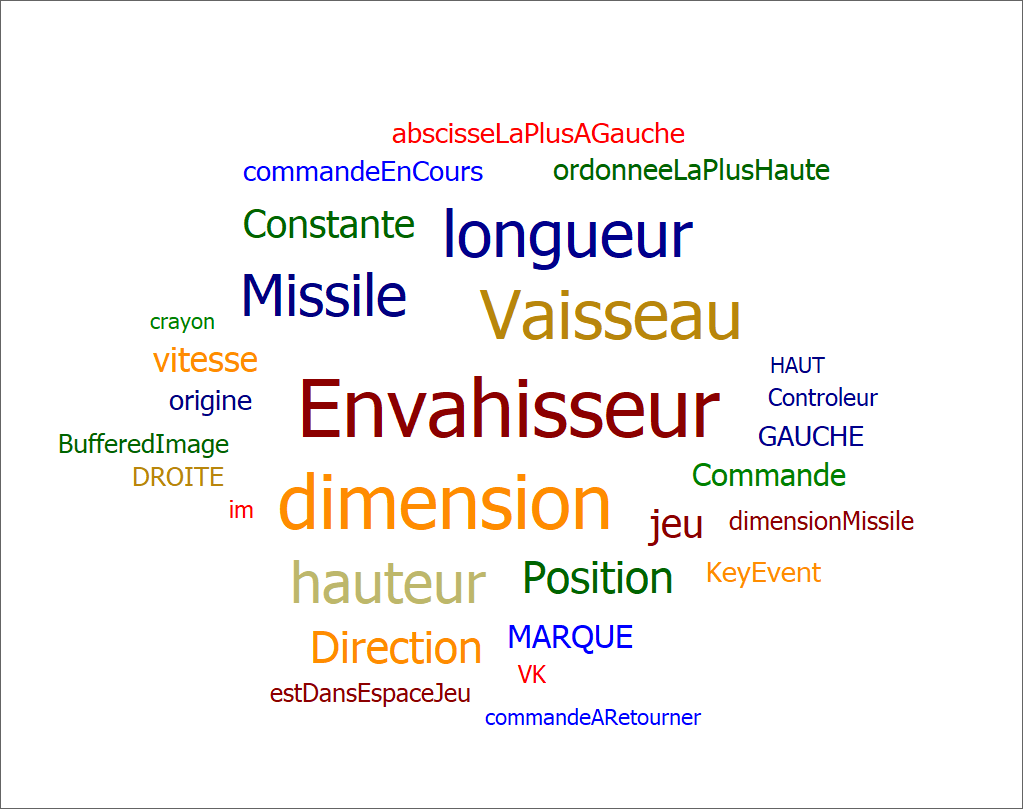 abscisseLaPlusAGauche
commandeEnCours
ordonneeLaPlusHaute
Constante
longueur
Missile
Vaisseau
crayon
vitesse
HAUT
origine
Envahisseur
Controleur
BufferedImage
GAUCHE
DROITE
Commande
im
dimension
jeu
dimensionMissile
hauteur
Position
KeyEvent
Direction
MARQUE
VK
estDansEspaceJeu
commandeARetourner